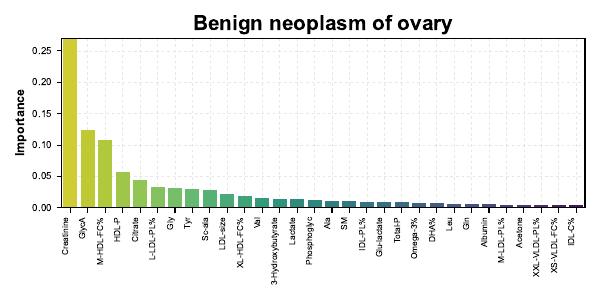 Benign neoplasm of ovary
Importance
0.25
0.20
0.15
0.10
0.05
0.00
Creatinine
GlycA
M-HDL-FC%
HDL-P
Citrate
L-LDL-PL%
Gly
Tyr
Sc-ala
LDL-size
XL-HDL-FC%
Val
3-Hydroxybutyrate
Lactate
Phosphoglyc
Ala
SM
IDL-PL%
Glu-lactate
Total-P
Omega-3%
DHA%
Leu
Gln
Albumin
M-LDL-PL%
Acetone
XXL-VLDL-PL%
XS-VLDL-FC%
IDL-C%